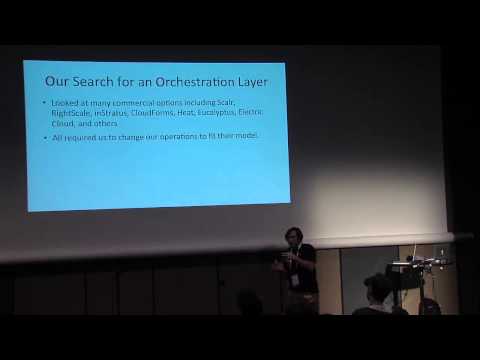 Our Search for an Orchestration Layer
• Looked at many commercial options including Scalr,
RightScale, inStratus, CloudForms, Heat, Eucalyptus, Electric
Cloud, and others
• All required us to change our operations to fit their model.